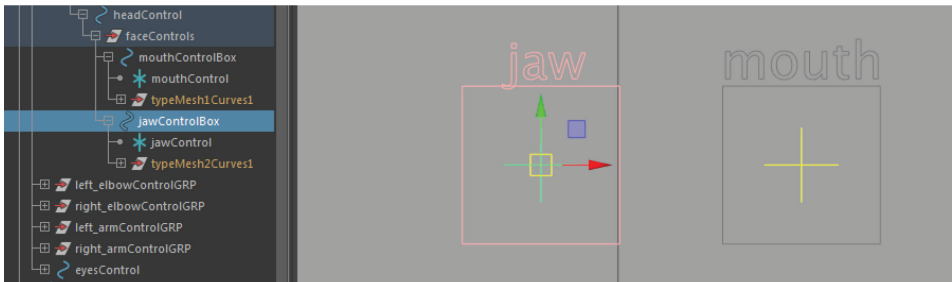 headControl
faceControls
mouthControlBox
mouthControl
typeMesh1Curves1
jawControlBox
jawControl
typeMesh2Curves1
left_elbowControlGRP
right_elbowControlGRP
left_armControlGRP
right_armControlGRP
eyesControl
jaw
mouth